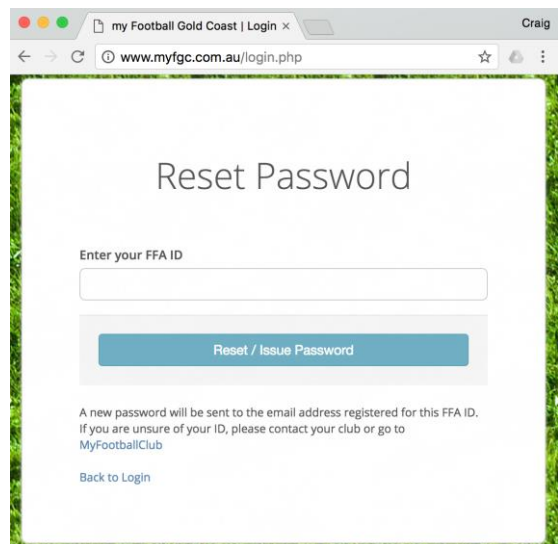 my Football Gold Coast | Login ×
Craig
www.myfgc.com.au/login.php
Reset Password
Enter your FFA ID
Reset / Issue Password
A new password will be sent to the email address registered for this FFA ID.
If you are unsure of your ID, please contact your club or go to
MyFootballClub
Back to Login